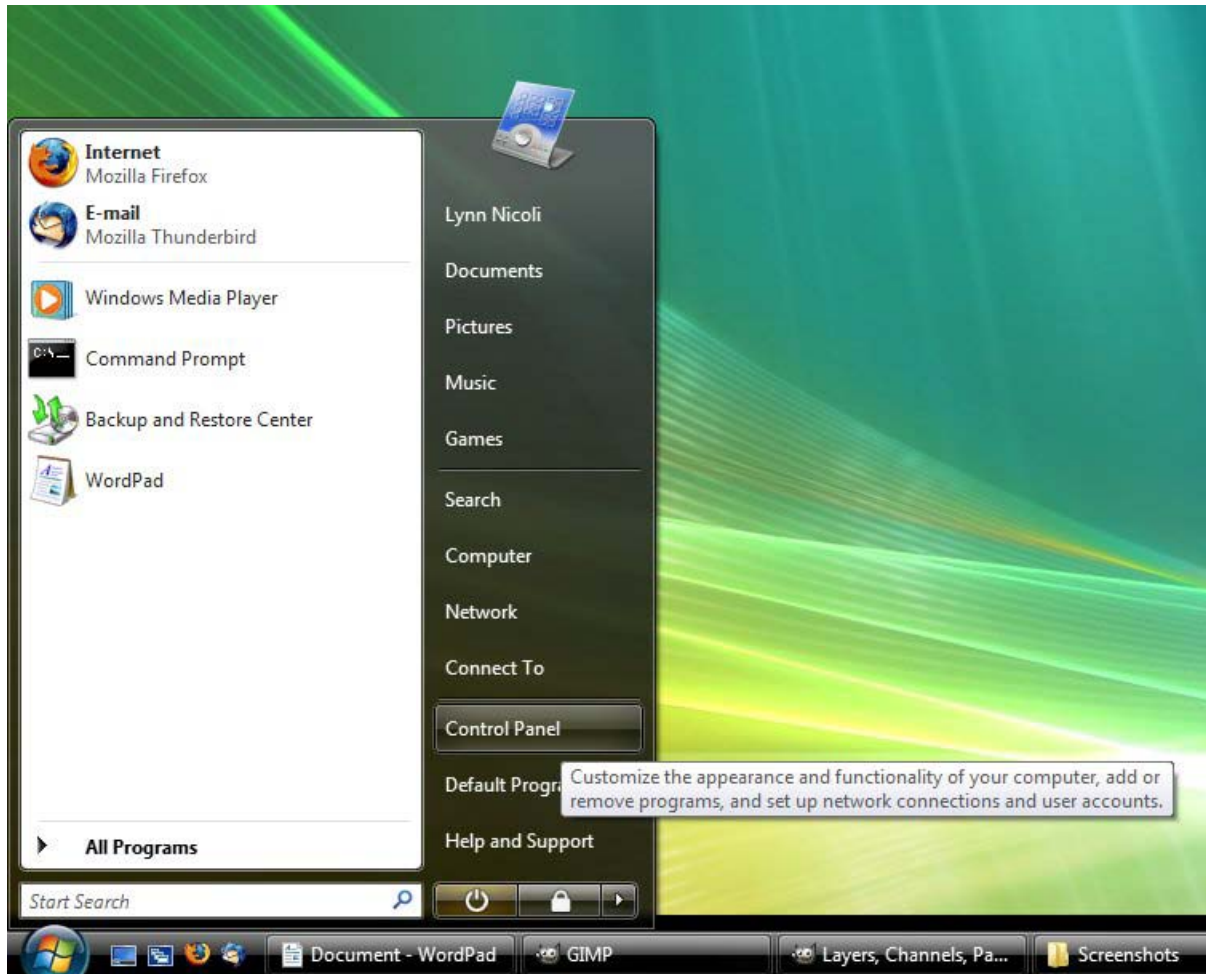 Internet
Mozilla Firefox
E-mail
Mozilla Thunderbird
Windows Media Player
C:\
Command Prompt
Backup and Restore Center
WordPad
All Programs
Start Search
Lynn Nicoli
Documents
Pictures
Music
Games
Search
Computer
Network
Connect To
Control Panel
Default Progra
Help and Support
Customize the appearance and functionality of your computer, add or
remove programs, and set up network connections and user accounts.
Document - WordPad
GIMP
Layers, Channels, Pa...
Screenshots